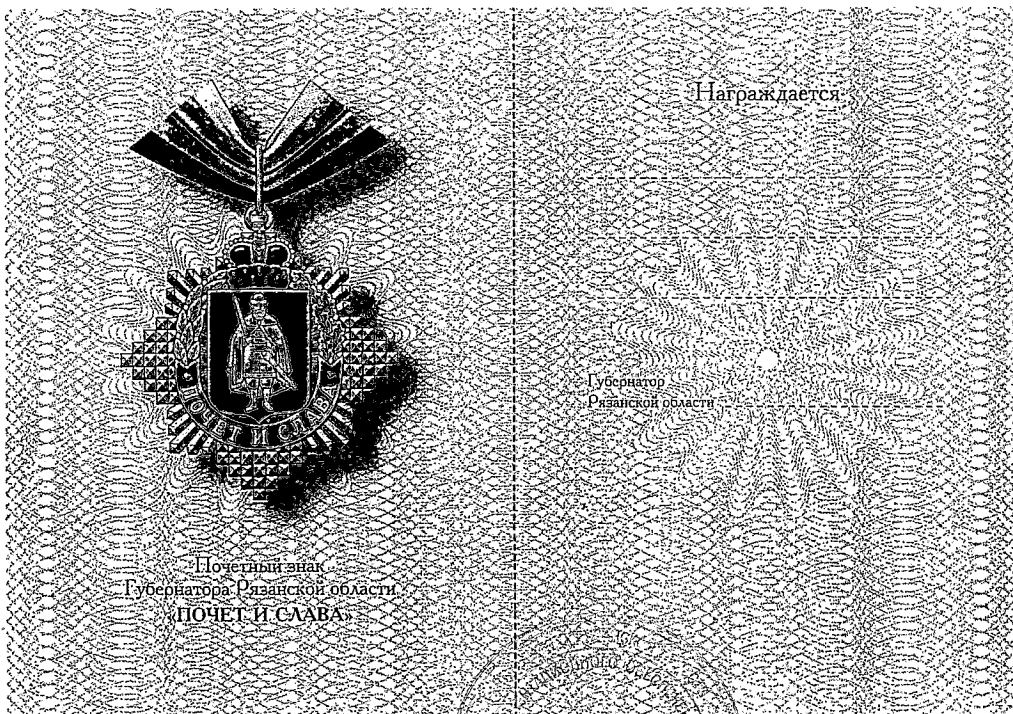 ПОЧЕТ И СЛАВА
Почетный знак
Губернатора Рязанской области
«ПОЧЕТ И СЛАВА»
Награждается
Губернатор
Рязанской области